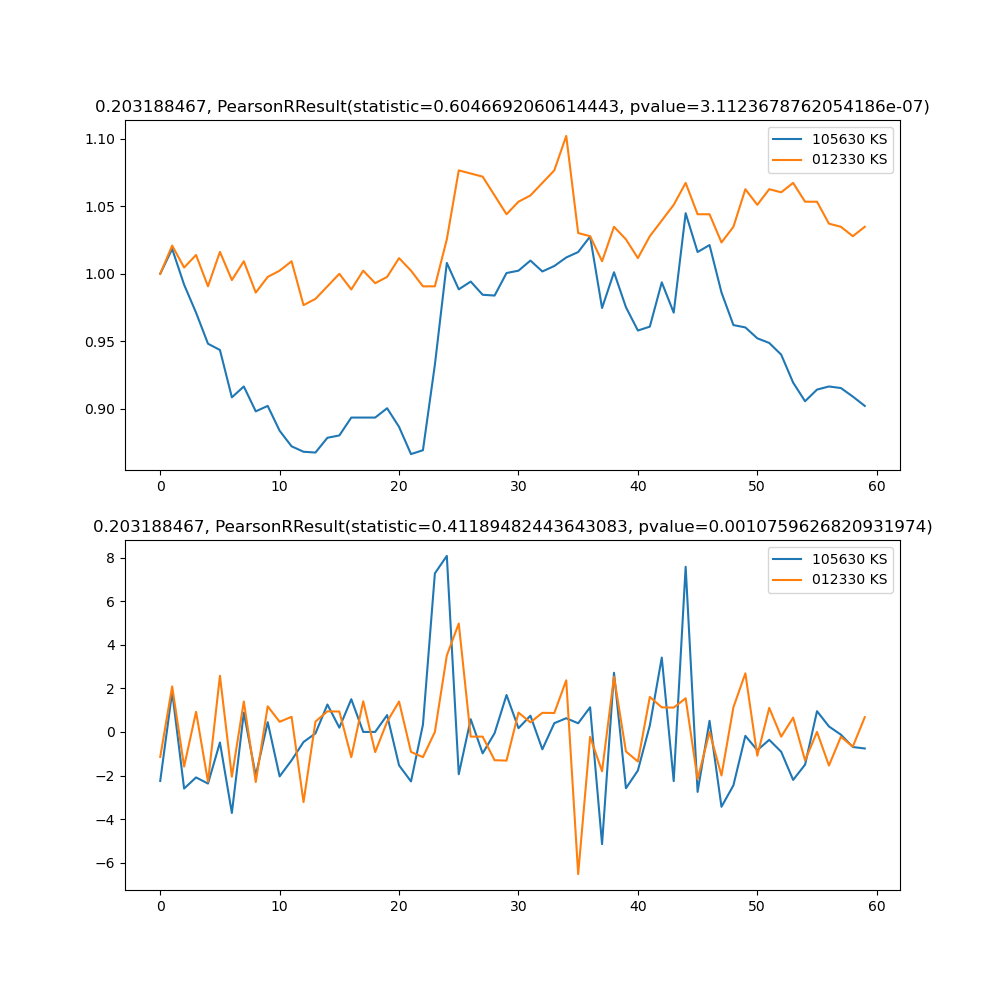 0.203188467, PearsonRResult(statistic=0.6046692060614443, pvalue=3.1123678762054186e-07)
105630 KS
012330 KS
1.10
1.05
1.00
0.95
0.90
0 10 20 30 40 50 60
0.203188467, PearsonRResult(statistic=0.41189482443643083, pvalue=0.0010759626820931974)
105630 KS
012330 KS
8
6
4
2
0
−2
−4
−6
0 10 20 30 40 50 60